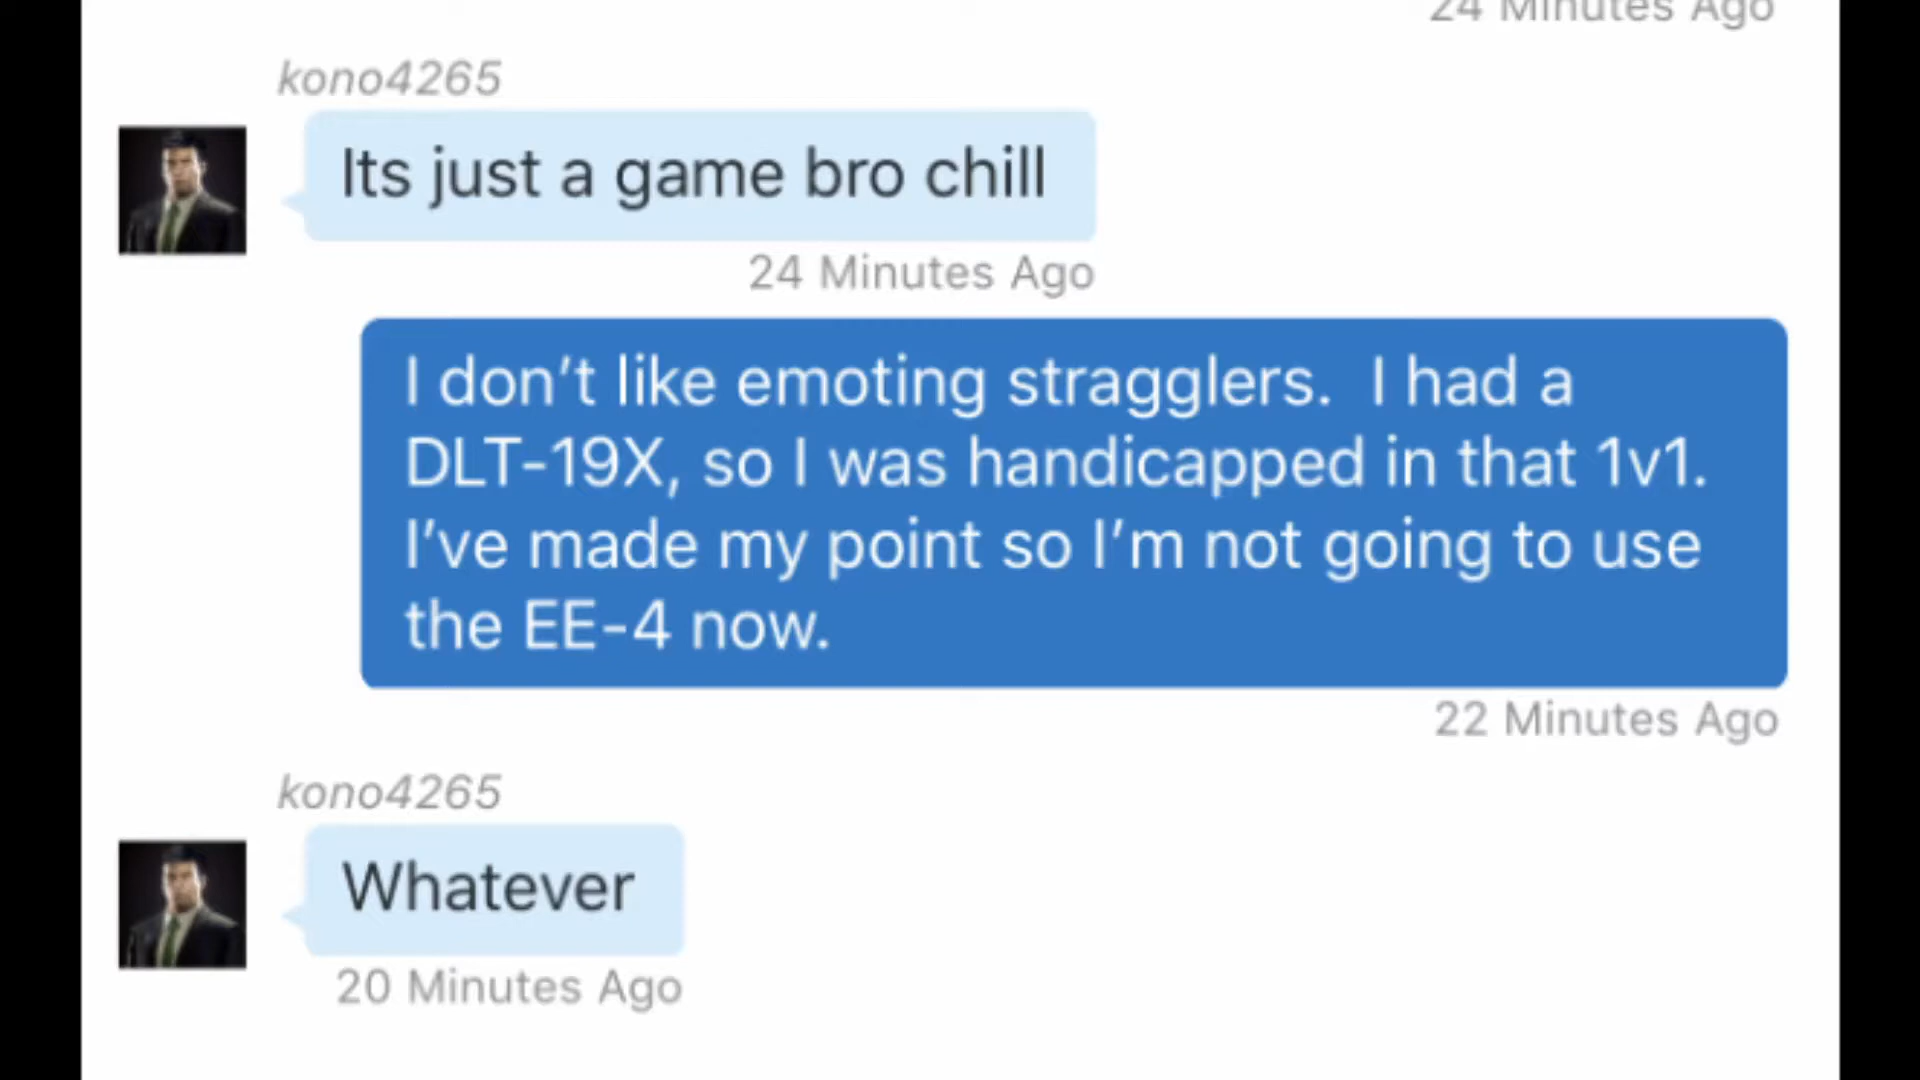 24 Minutes Ago
kono4265
Its just a game bro chill
24 Minutes Ago
I don’t like emoting stragglers.  I had a
DLT-19X, so I was handicapped in that 1v1.
I’ve made my point so I’m not going to use
the EE-4 now.
22 Minutes Ago
kono4265
Whatever
20 Minutes Ago